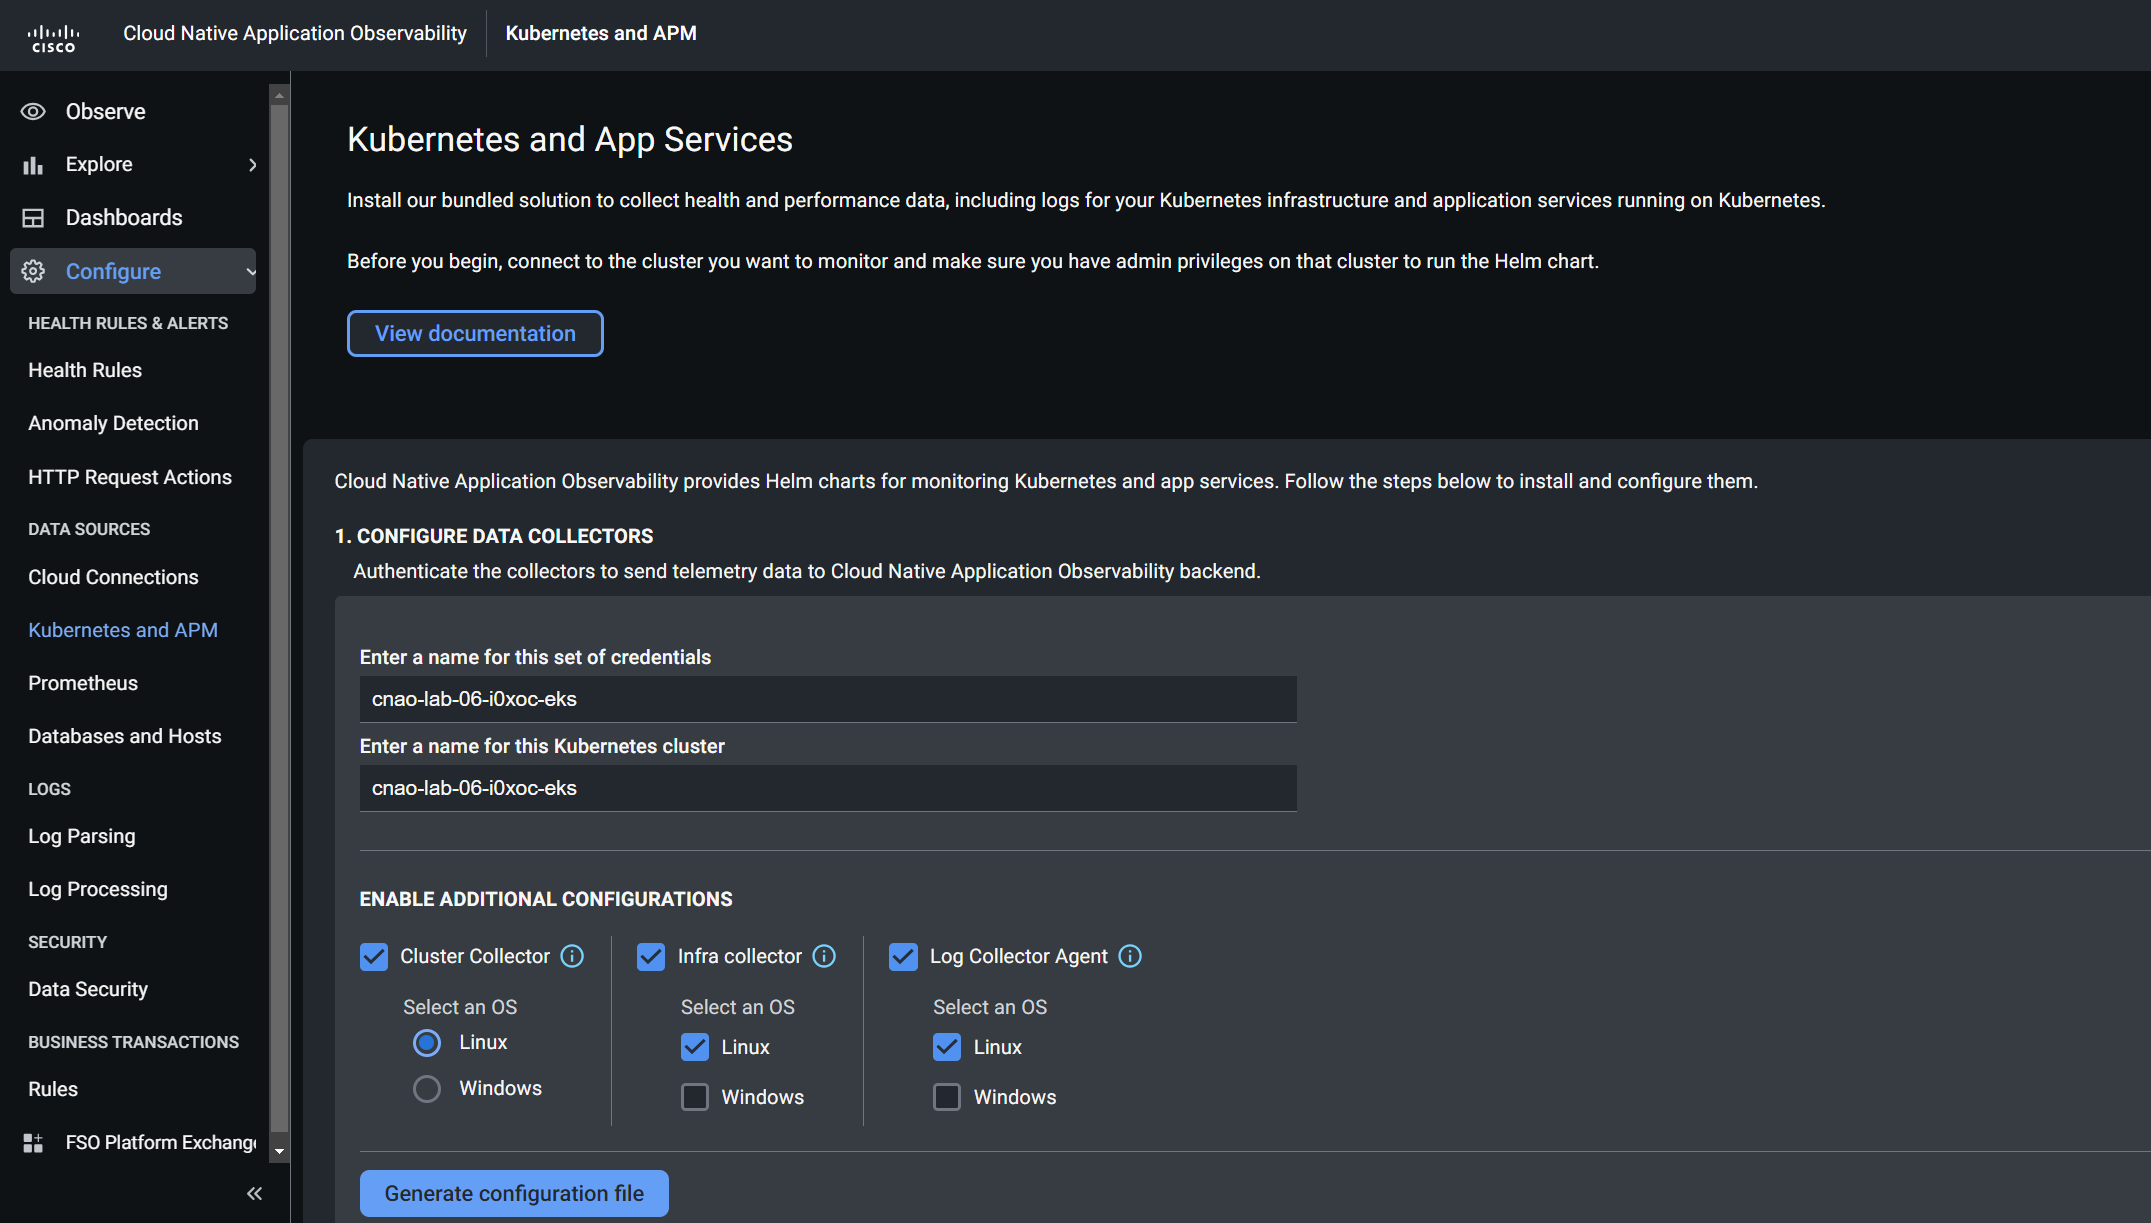 CISCO
Cloud Native Application Observability
Kubernetes and APM
Observe
Explore
Dashboards
Configure
HEALTH RULES & ALERTS
Health Rules
Anomaly Detection
HTTP Request Actions
DATA SOURCES
Cloud Connections
Kubernetes and APM
Prometheus
Databases and Hosts
LOGS
Log Parsing
Log Processing
SECURITY
Data Security
BUSINESS TRANSACTIONS
Rules
FSO Platform Exchange
Kubernetes and App Services
Install our bundled solution to collect health and performance data, including logs for your Kubernetes infrastructure and application services running on Kubernetes.
Before you begin, connect to the cluster you want to monitor and make sure you have admin privileges on that cluster to run the Helm chart.
View documentation
Cloud Native Application Observability provides Helm charts for monitoring Kubernetes and app services. Follow the steps below to install and configure them.
1. CONFIGURE DATA COLLECTORS
Authenticate the collectors to send telemetry data to Cloud Native Application Observability backend.
Enter a name for this set of credentials
cnao-lab-06-i0xoc-eks
Enter a name for this Kubernetes cluster
cnao-lab-06-i0xoc-eks
ENABLE ADDITIONAL CONFIGURATIONS
Cluster Collector
Select an OS
Linux
Windows
Infra collector
Select an OS
Linux
Windows
Log Collector Agent
Select an OS
Linux
Windows
Generate configuration file